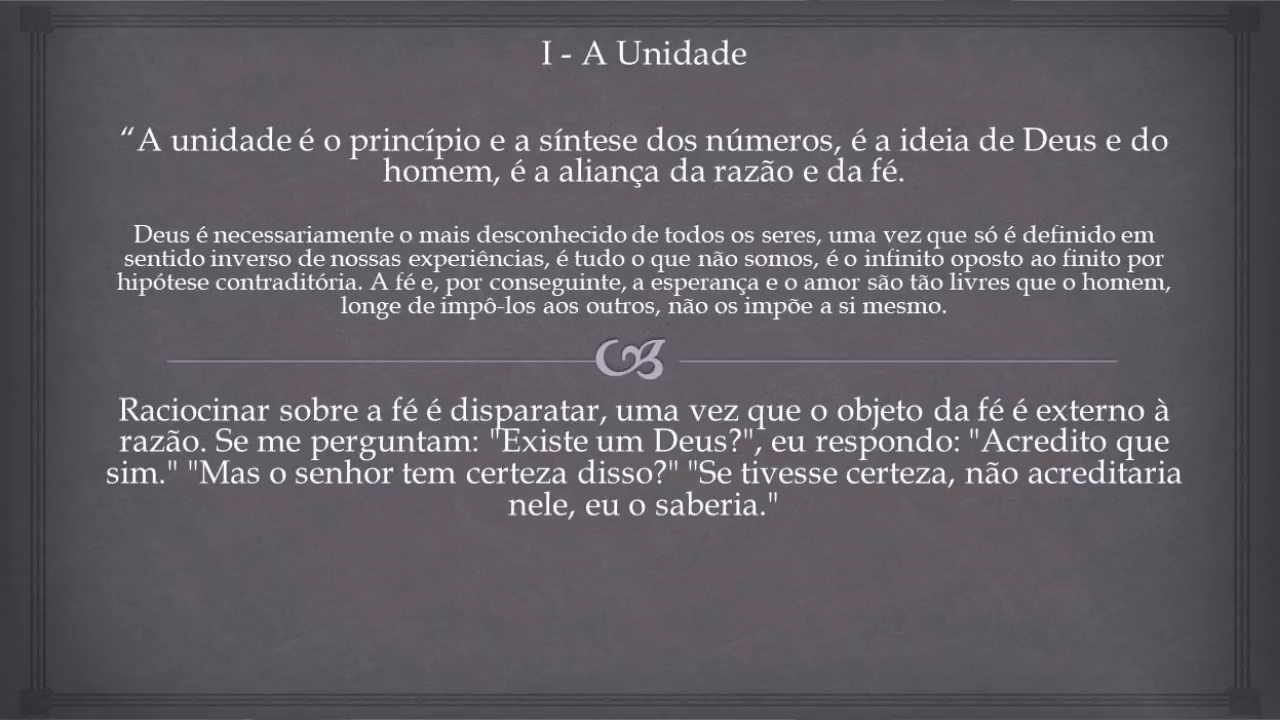 I - A Unidade
“A unidade é o princípio e a síntese dos números, é a ideia de Deus e do
homem, é a aliança da razão e da fé.
Deus é necessariamente o mais desconhecido de todos os seres, uma vez que só é definido em
sentido inverso de nossas experiências, é tudo o que não somos, é o infinito oposto ao finito por
hipótese contraditória. A fé e, por conseguinte, a esperança e o amor são tão livres que o homem,
longe de impô-los aos outros, não os impõe a si mesmo.
Raciocinar sobre a fé é disparatar, uma vez que o objeto da fé é externo à
razão. Se me perguntam: "Existe um Deus?", eu respondo: "Acredito que
sim." "Mas o senhor tem certeza disso?" "Se tivesse certeza, não acreditaria
nele, eu o saberia."